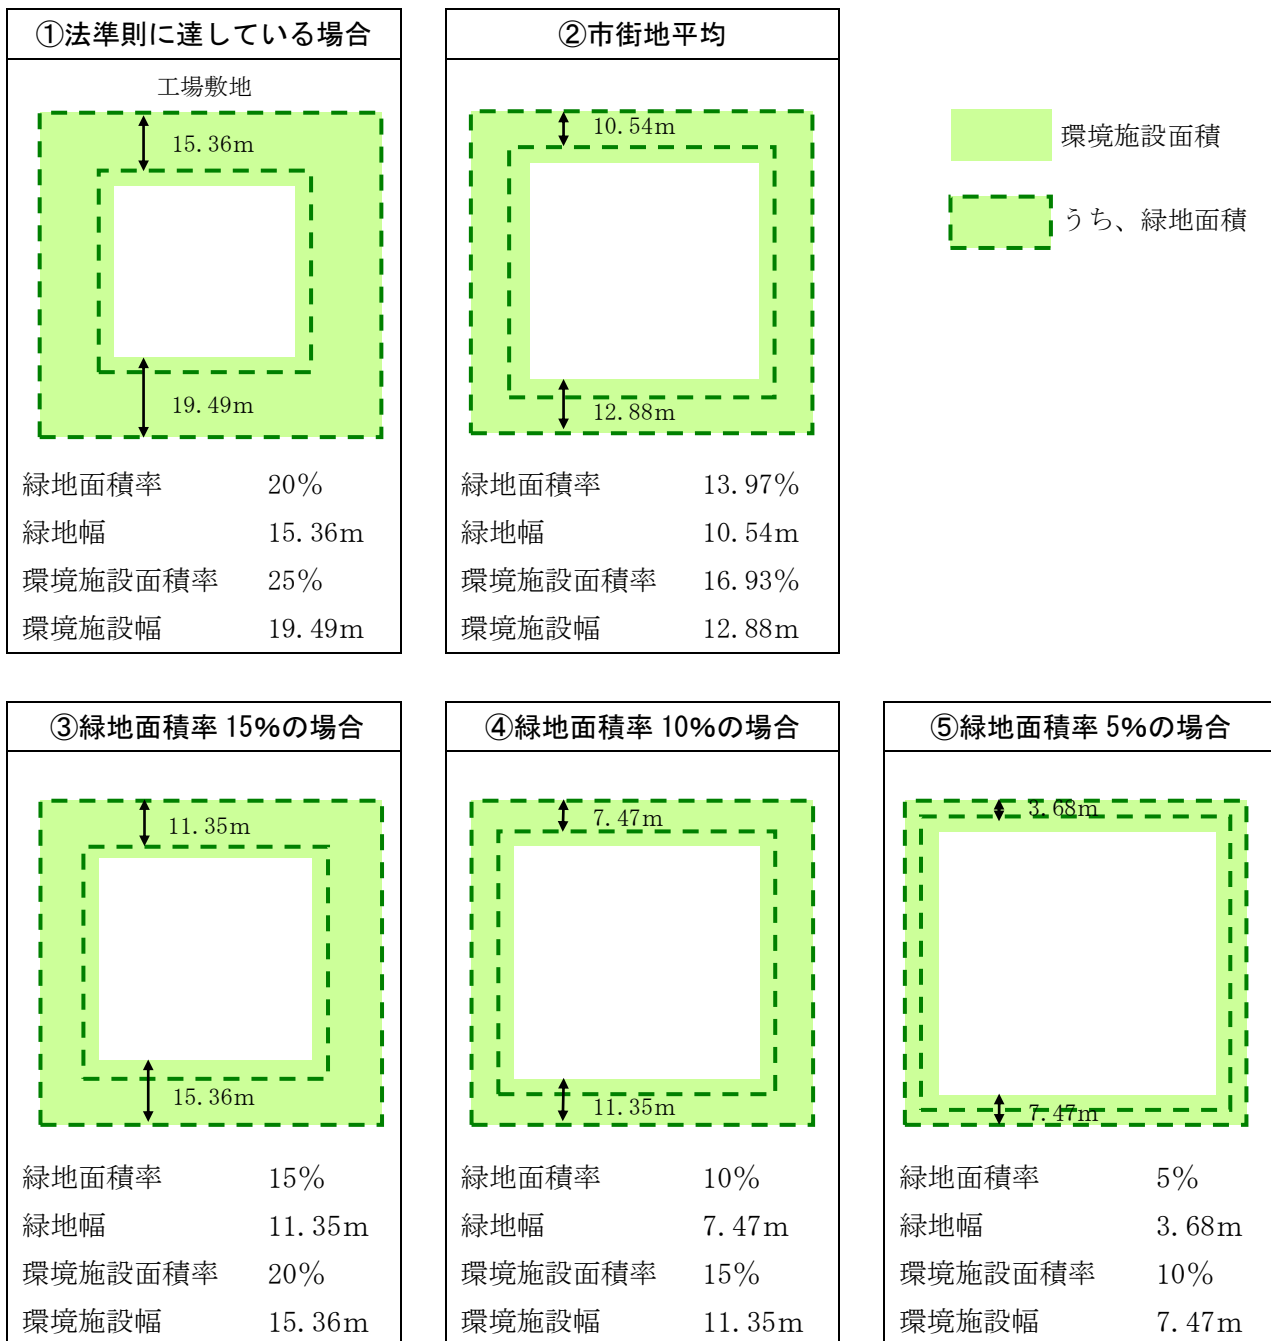 ①法準則に達している場合
工場敷地
15.36m
19.49m
緑地面積率 20%
緑地幅 15.36m
環境施設面積率 25%
環境施設幅 19.49m
②市街地平均
10.54m
12.88m
緑地面積率 13.97%
緑地幅 10.54m
環境施設面積率 16.93%
環境施設幅 12.88m
環境施設面積
うち、緑地面積
③緑地面積率 15%の場合
11.35m
15.36m
緑地面積率 15%
緑地幅 11.35m
環境施設面積率 20%
環境施設幅 15.36m
④緑地面積率 10%の場合
7.47m
11.35m
緑地面積率 10%
緑地幅 7.47m
環境施設面積率 15%
環境施設幅 11.35m
⑤緑地面積率 5%の場合
3.68m
7.47m
緑地面積率 5%
緑地幅 3.68m
環境施設面積率 10%
環境施設幅 7.47m